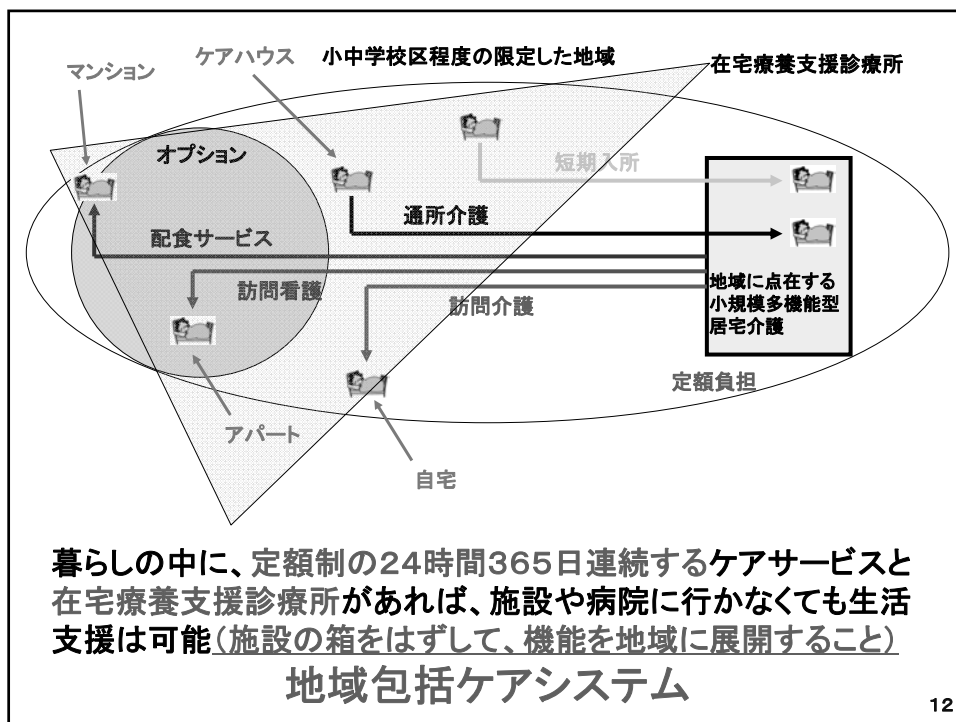 ケアハウス
小中学校区程度の限定した地域
在宅療養支援診療所
マンション
オプション
短期入所
通所介護
配食サービス
訪問看護
訪問介護
地域に点在する
小規模多機能型
居宅介護
定額負担
アパート
自宅
暮らしの中に、定額制の24時間365日連続するケアサービスと
在宅療養支援診療所があれば、施設や病院に行かなくても生活
支援は可能(施設の箱をはずして、機能を地域に展開すること)
地域包括ケアシステム
12